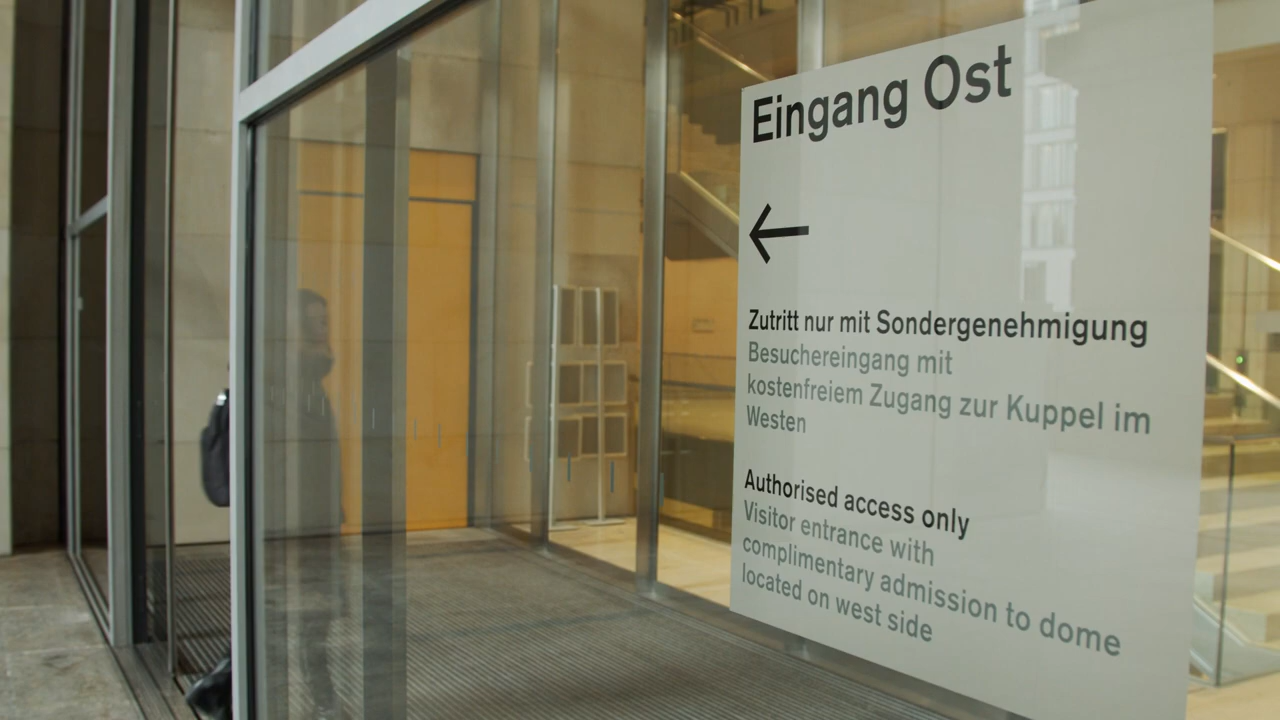 Eingang Ost
←
Zutritt nur mit Sondergenehmigung
Besuchereingang mit
kostenfreiem Zugang zur Kuppel im
Westen
Authorised access only
Visitor entrance with
complimentary admission to dome
located on west side